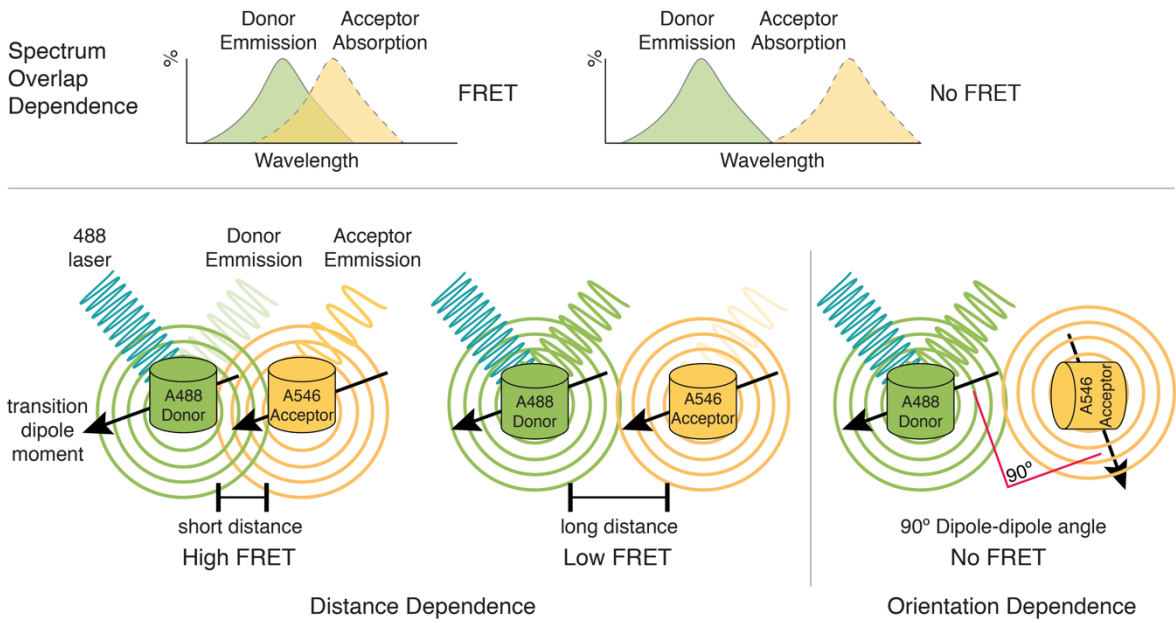 Spectrum
Overlap
Dependence
Donor
Emmission
Acceptor
Absorption
%
FRET
Wavelength
Donor
Emmission
Acceptor
Absorption
%
No FRET
Wavelength
488
laser
Donor
Emmission
Acceptor
Emmission
A488
Donor
A546
Acceptor
transition
dipole
moment
short distance
High FRET
A488
Donor
A546
Acceptor
long distance
Low FRET
Distance Dependence
A488
Donor
A546
Acceptor
90º
90º Dipole-dipole angle
No FRET
Orientation Dependence